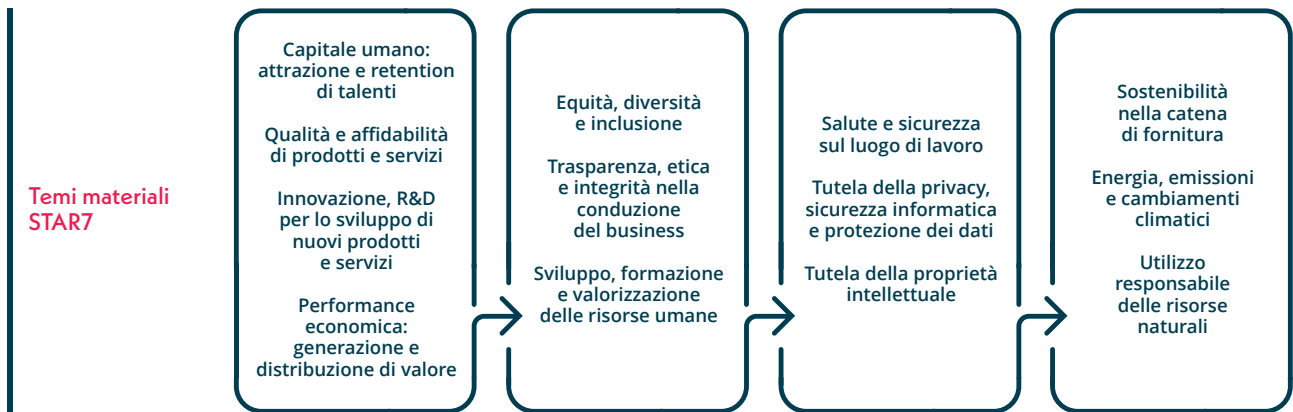 Temi materiali
STAR7
Capitale umano:
attrazione e retention
di talenti
Qualità e affidabilità
di prodotti e servizi
Innovazione, R&D
per lo sviluppo di
nuovi prodotti
e servizi
Performance
economica:
generazione e
distribuzione di valore
Equità, diversità
e inclusione
Trasparenza, etica
e integrità nella
conduzione
del business
Sviluppo, formazione
e valorizzazione
delle risorse umane
Salute e sicurezza
sul luogo di lavoro
Tutela della privacy,
sicurezza informatica
e protezione dei dati
Tutela della proprietà
intellettuale
Sostenibilità
nella catena
di fornitura
Energia, emissioni
e cambiamenti
climatici
Utilizzo
responsabile
delle risorse
naturali